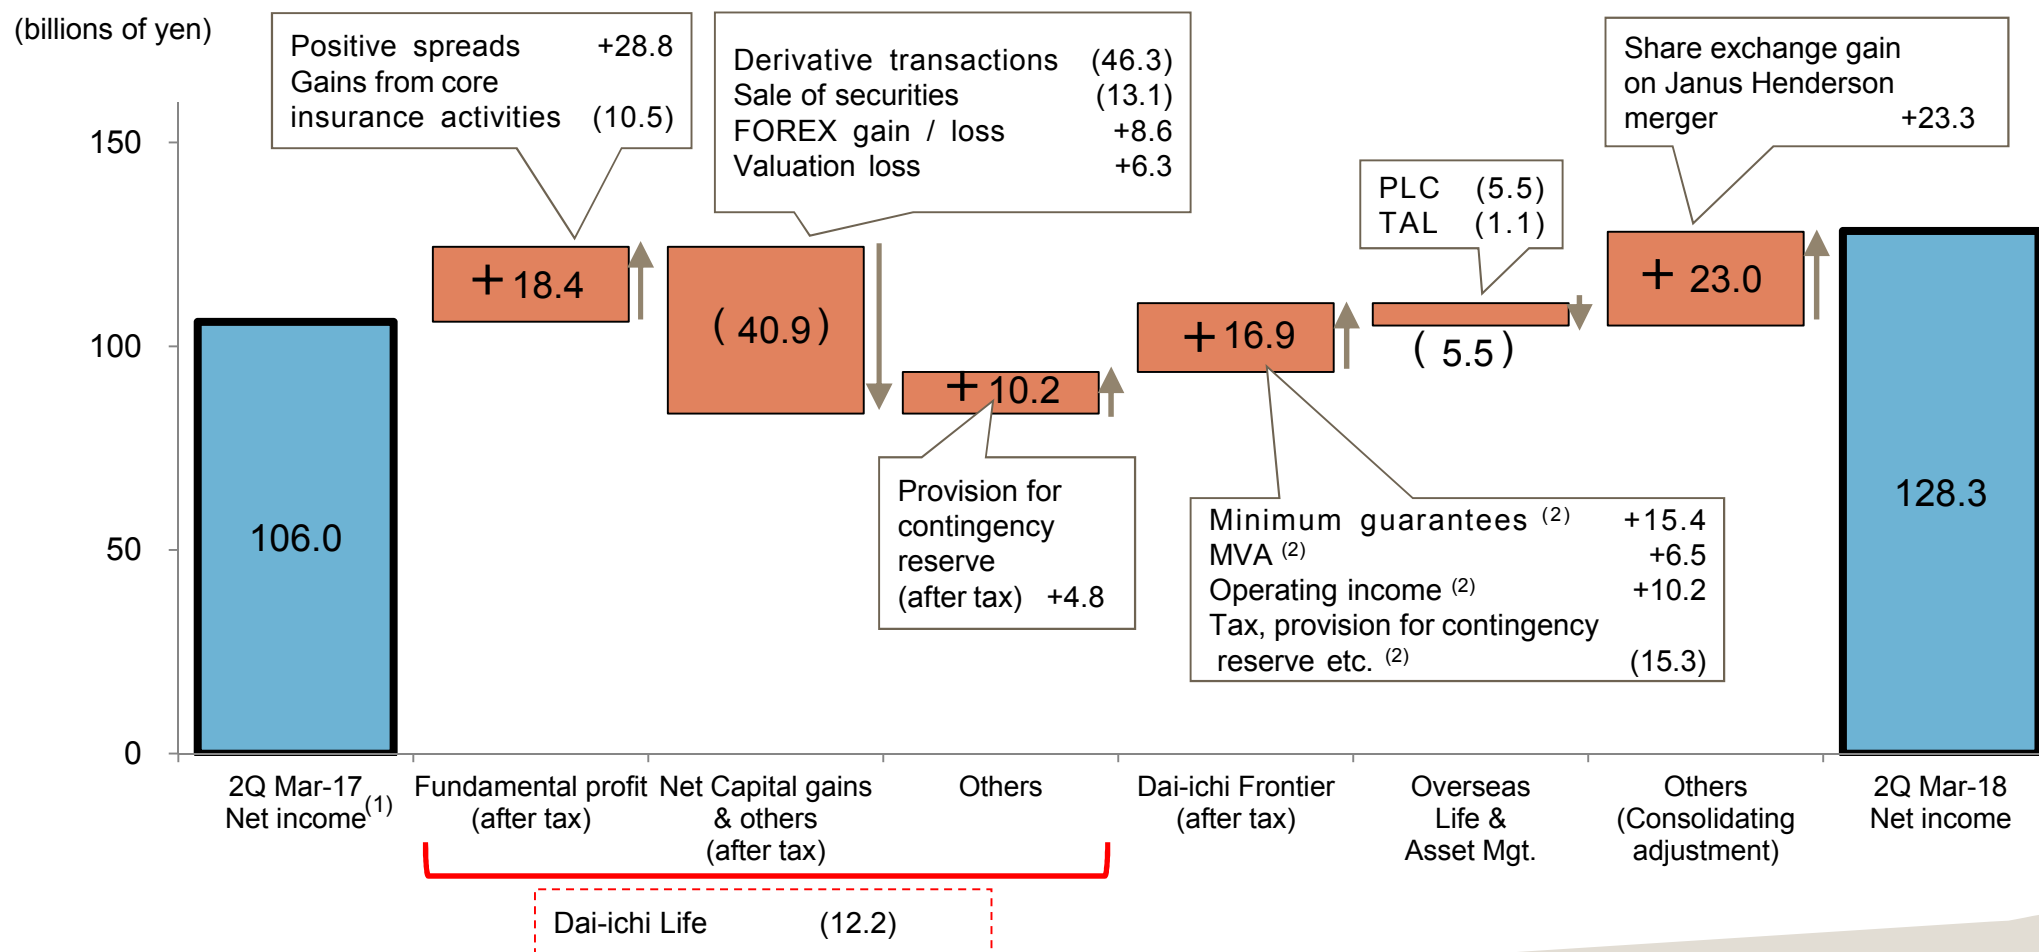 (billions of yen)
Positive spreads +28.8
Gains from core
insurance activities (10.5)
Derivative transactions (46.3)
Sale of securities (13.1)
FOREX gain / loss +8.6
Valuation loss +6.3
Share exchange gain
on Janus Henderson
merger +23.3
PLC (5.5)
TAL (1.1)
150
100
50
0
106.0
+ 18.4
( 40.9 )
+ 10.2
+ 16.9
( 5.5 )
+ 23.0
128.3
Provision for
contingency
reserve
(after tax) +4.8
Minimum guarantees (2) +15.4
MVA (2) +6.5
Operating income (2) +10.2
Tax, provision for contingency
reserve etc. (2) (15.3)
2Q Mar-17
Net income(1)
Fundamental profit
(after tax)
Net Capital gains
& others
(after tax)
Others
Dai-ichi Frontier
(after tax)
Overseas
Life &
Asset Mgt.
Others
(Consolidating
adjustment)
2Q Mar-18
Net income
Dai-ichi Life (12.2)